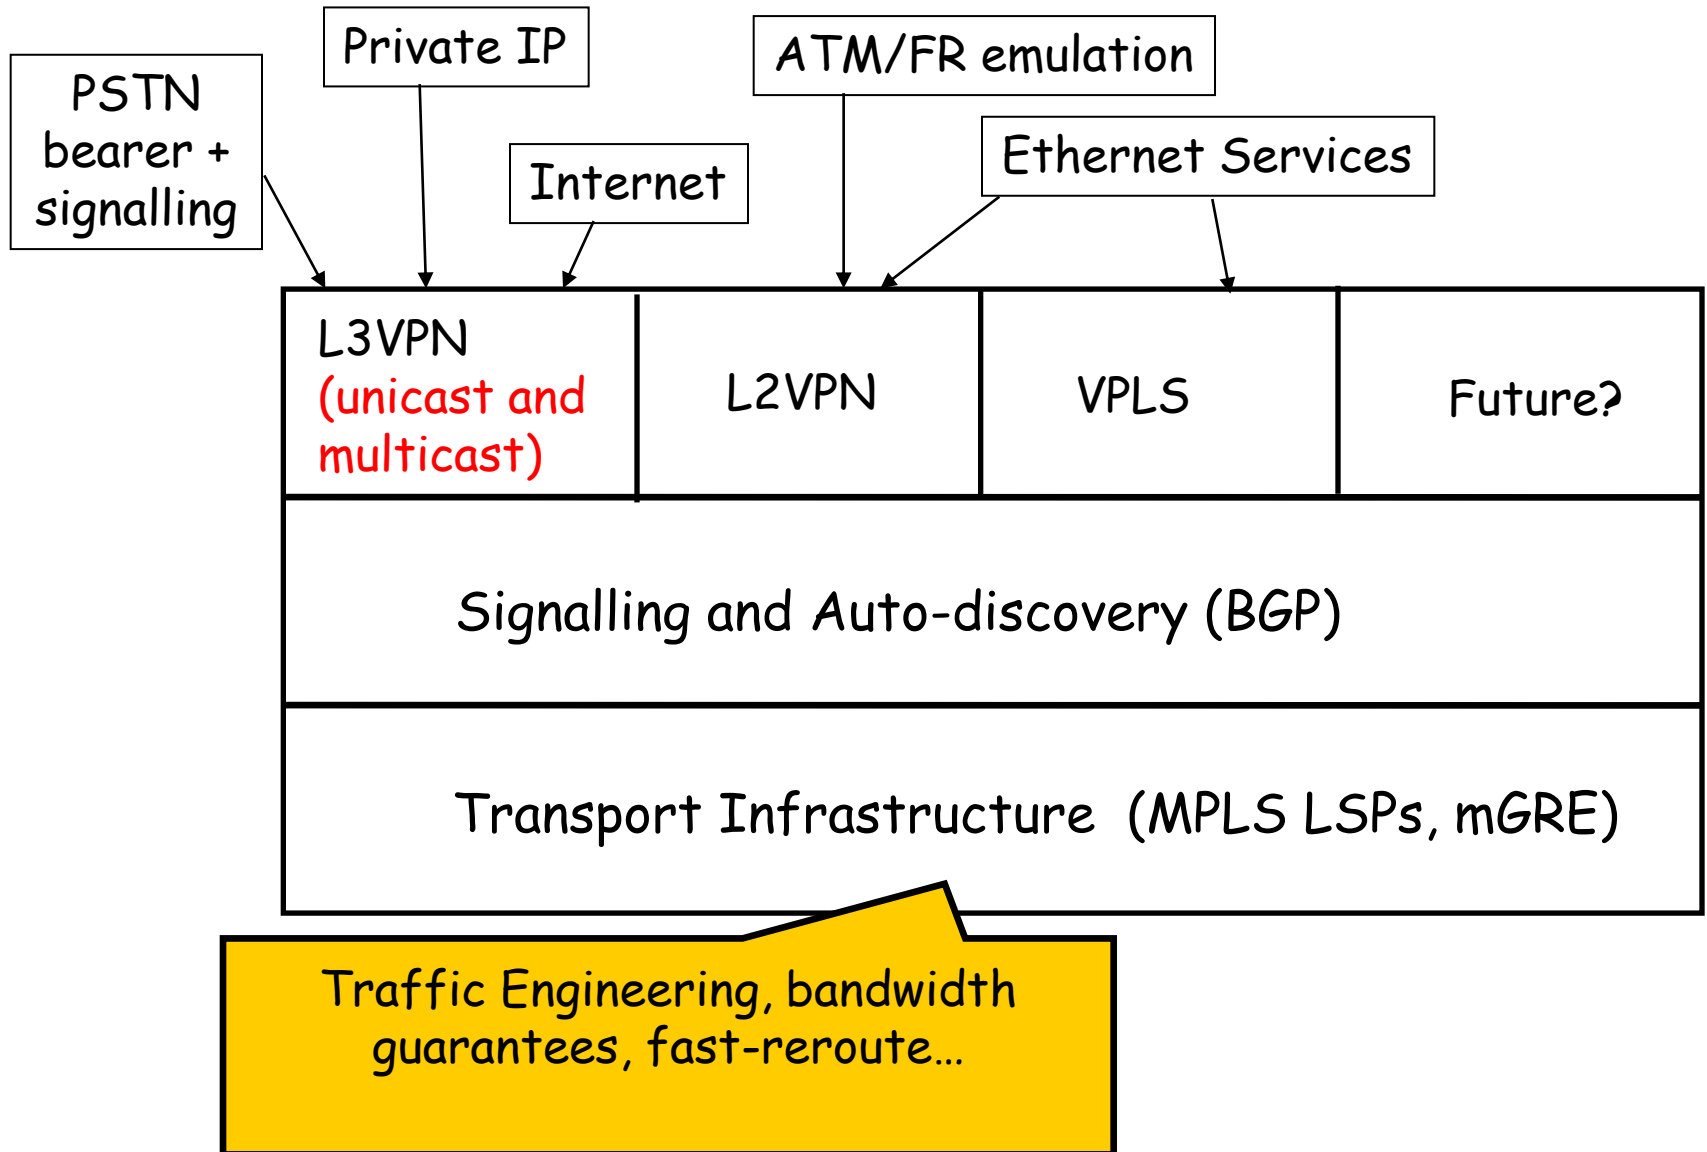 PSTN
bearer +
signalling
Private IP
Internet
ATM/FR emulation
Ethernet Services
L3VPN
(unicast and
multicast)
L2VPN
VPLS
Future?
Signalling and Auto-discovery (BGP)
Transport Infrastructure (MPLS LSPs, mGRE)
Traffic Engineering, bandwidth
guarantees, fast-reroute…